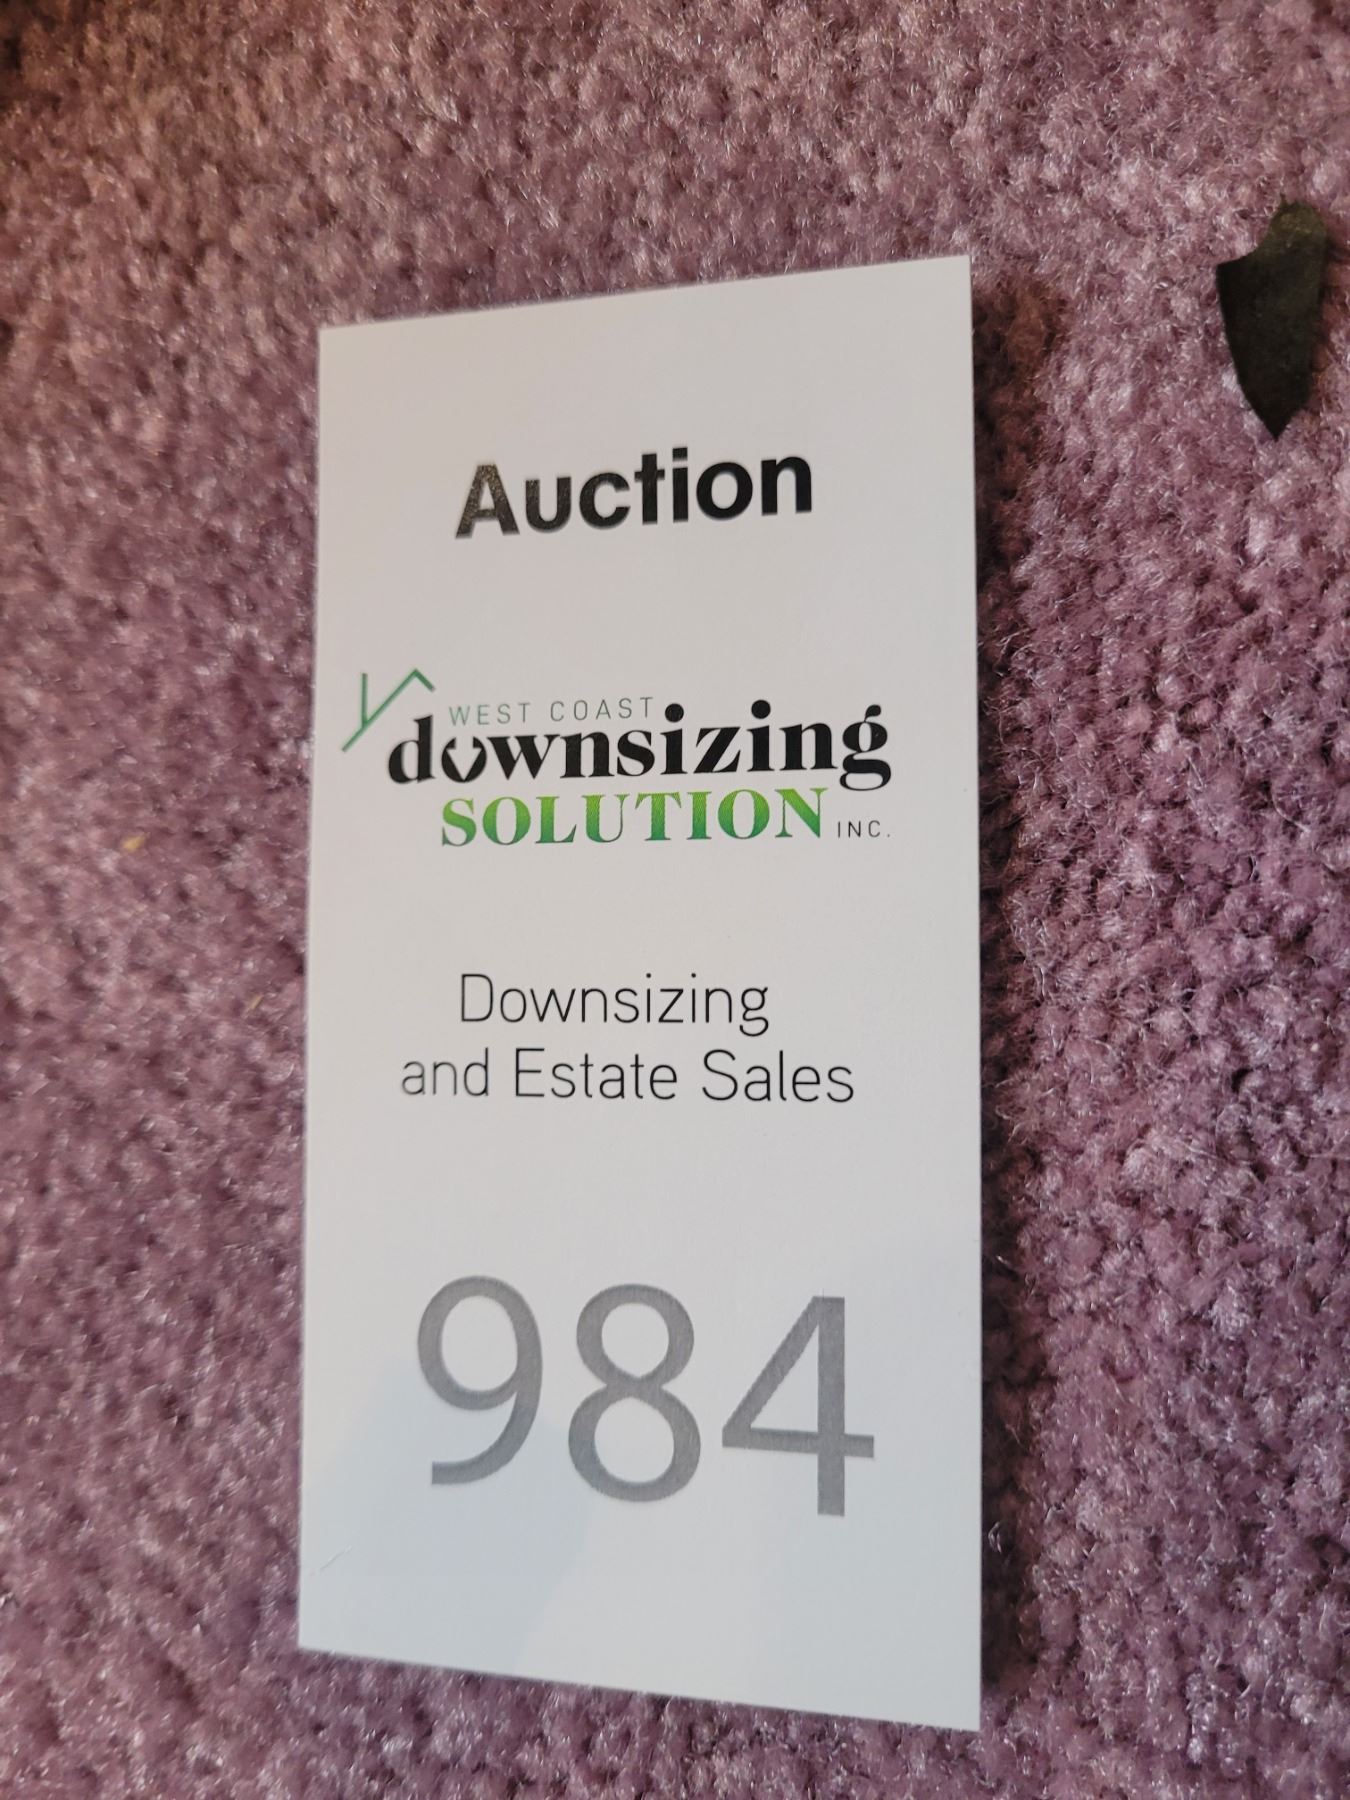 Auction
WEST COAST
downsizing
SOLUTION INC.
Downsizing
and Estate Sales
984